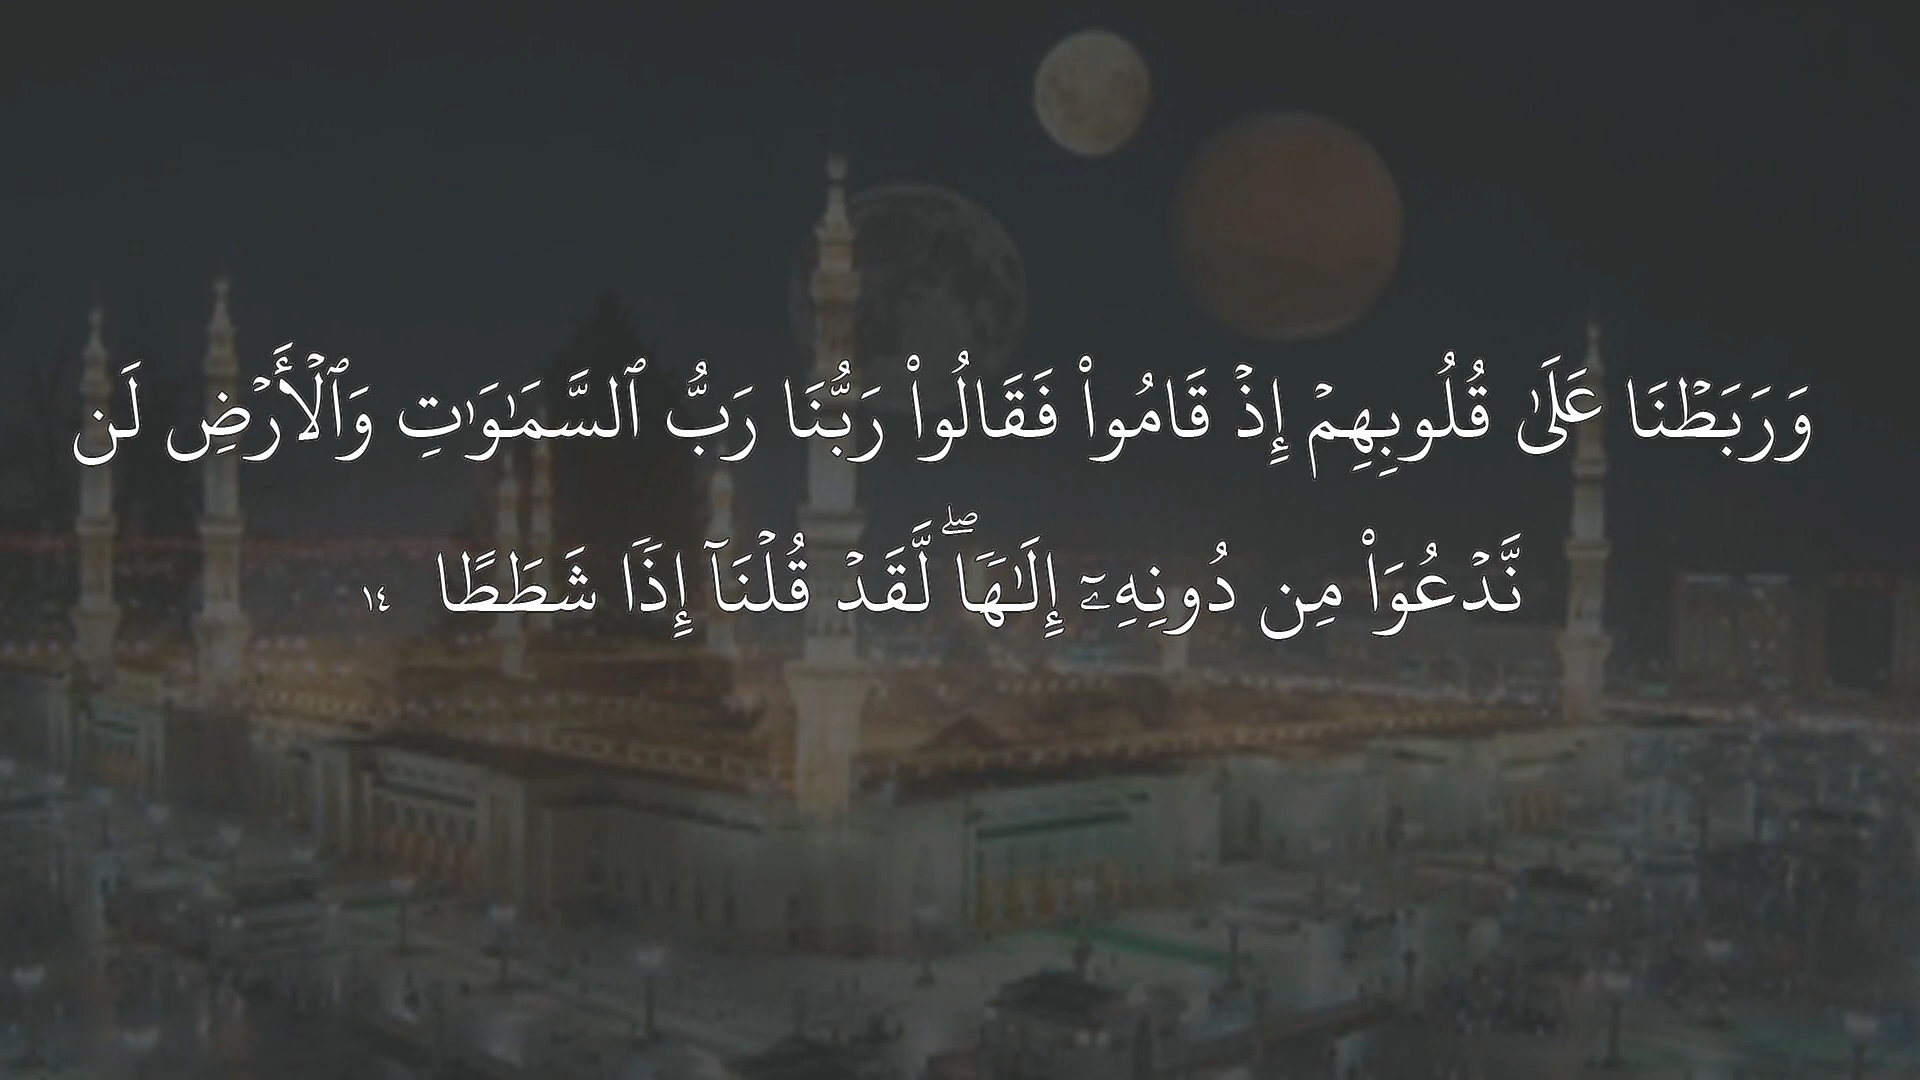 وَرَبَطۡنَا عَلَىٰ قُلُوبِهِمۡ إِذۡ قَامُواْ فَقَالُواْ رَبُّنَا رَبُّ ٱلسَّمَٰوَٰتِ وَٱلۡأَرۡضِ لَن
نَّدۡعُوَاْ مِن دُونِهِۦٓ إِلَٰهٗاۖ لَّقَدۡ قُلۡنَآ إِذٗا شَطَطًا ١٤